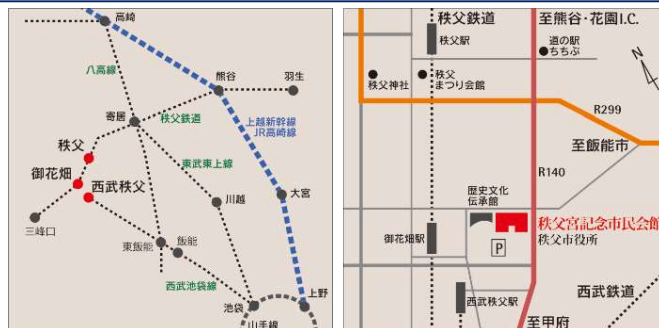 高崎
八高線
熊谷
羽生
秩父鉄道
上越新幹線
JR高崎線
寄居
秩父
東武東上線
御花畑
西武秩父
川越
大宮
三峰口
東飯能
飯能
西武池袋線
池袋
上野
山手線
秩父鉄道
至熊谷・花園I.C.
秩父駅
道の駅
ちちぶ
N
秩父神社
秩父
まつり会館
R299
至飯能市
R140
歴史文化
伝承館
秩父宮記念市民会館
秩父市役所
御花畑駅
P
西武鉄道
西武秩父駅
至甲府